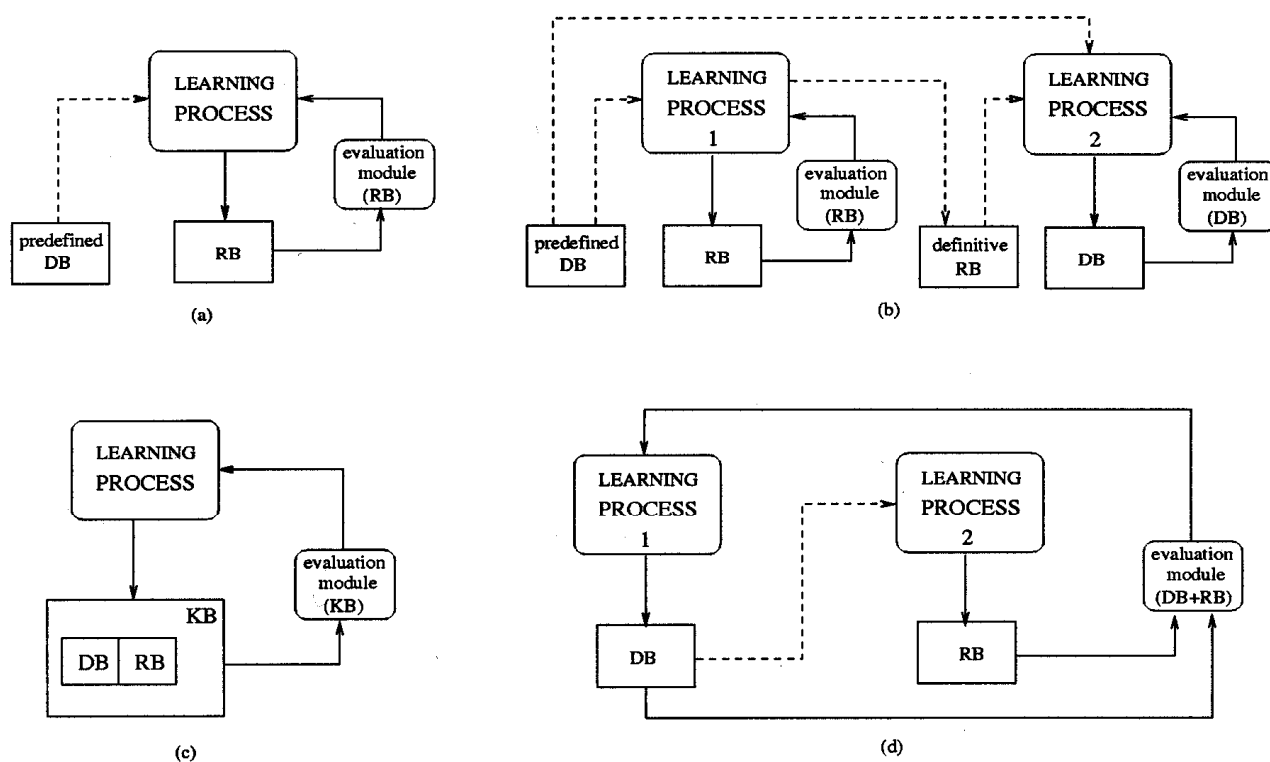 LEARNING
PROCESS
evaluation
module
(RB)
predefined
DB
RB
(a)
LEARNING
PROCESS
1
evaluation
module
(RB)
predefined
DB
RB
definitive
RB
LEARNING
PROCESS
2
evaluation
module
(DB)
DB
(b)
LEARNING
PROCESS
evaluation
module
(KB)
KB
DB RB
(c)
LEARNING
PROCESS
1
LEARNING
PROCESS
2
evaluation
module
(DB+RB)
DB
RB
(d)